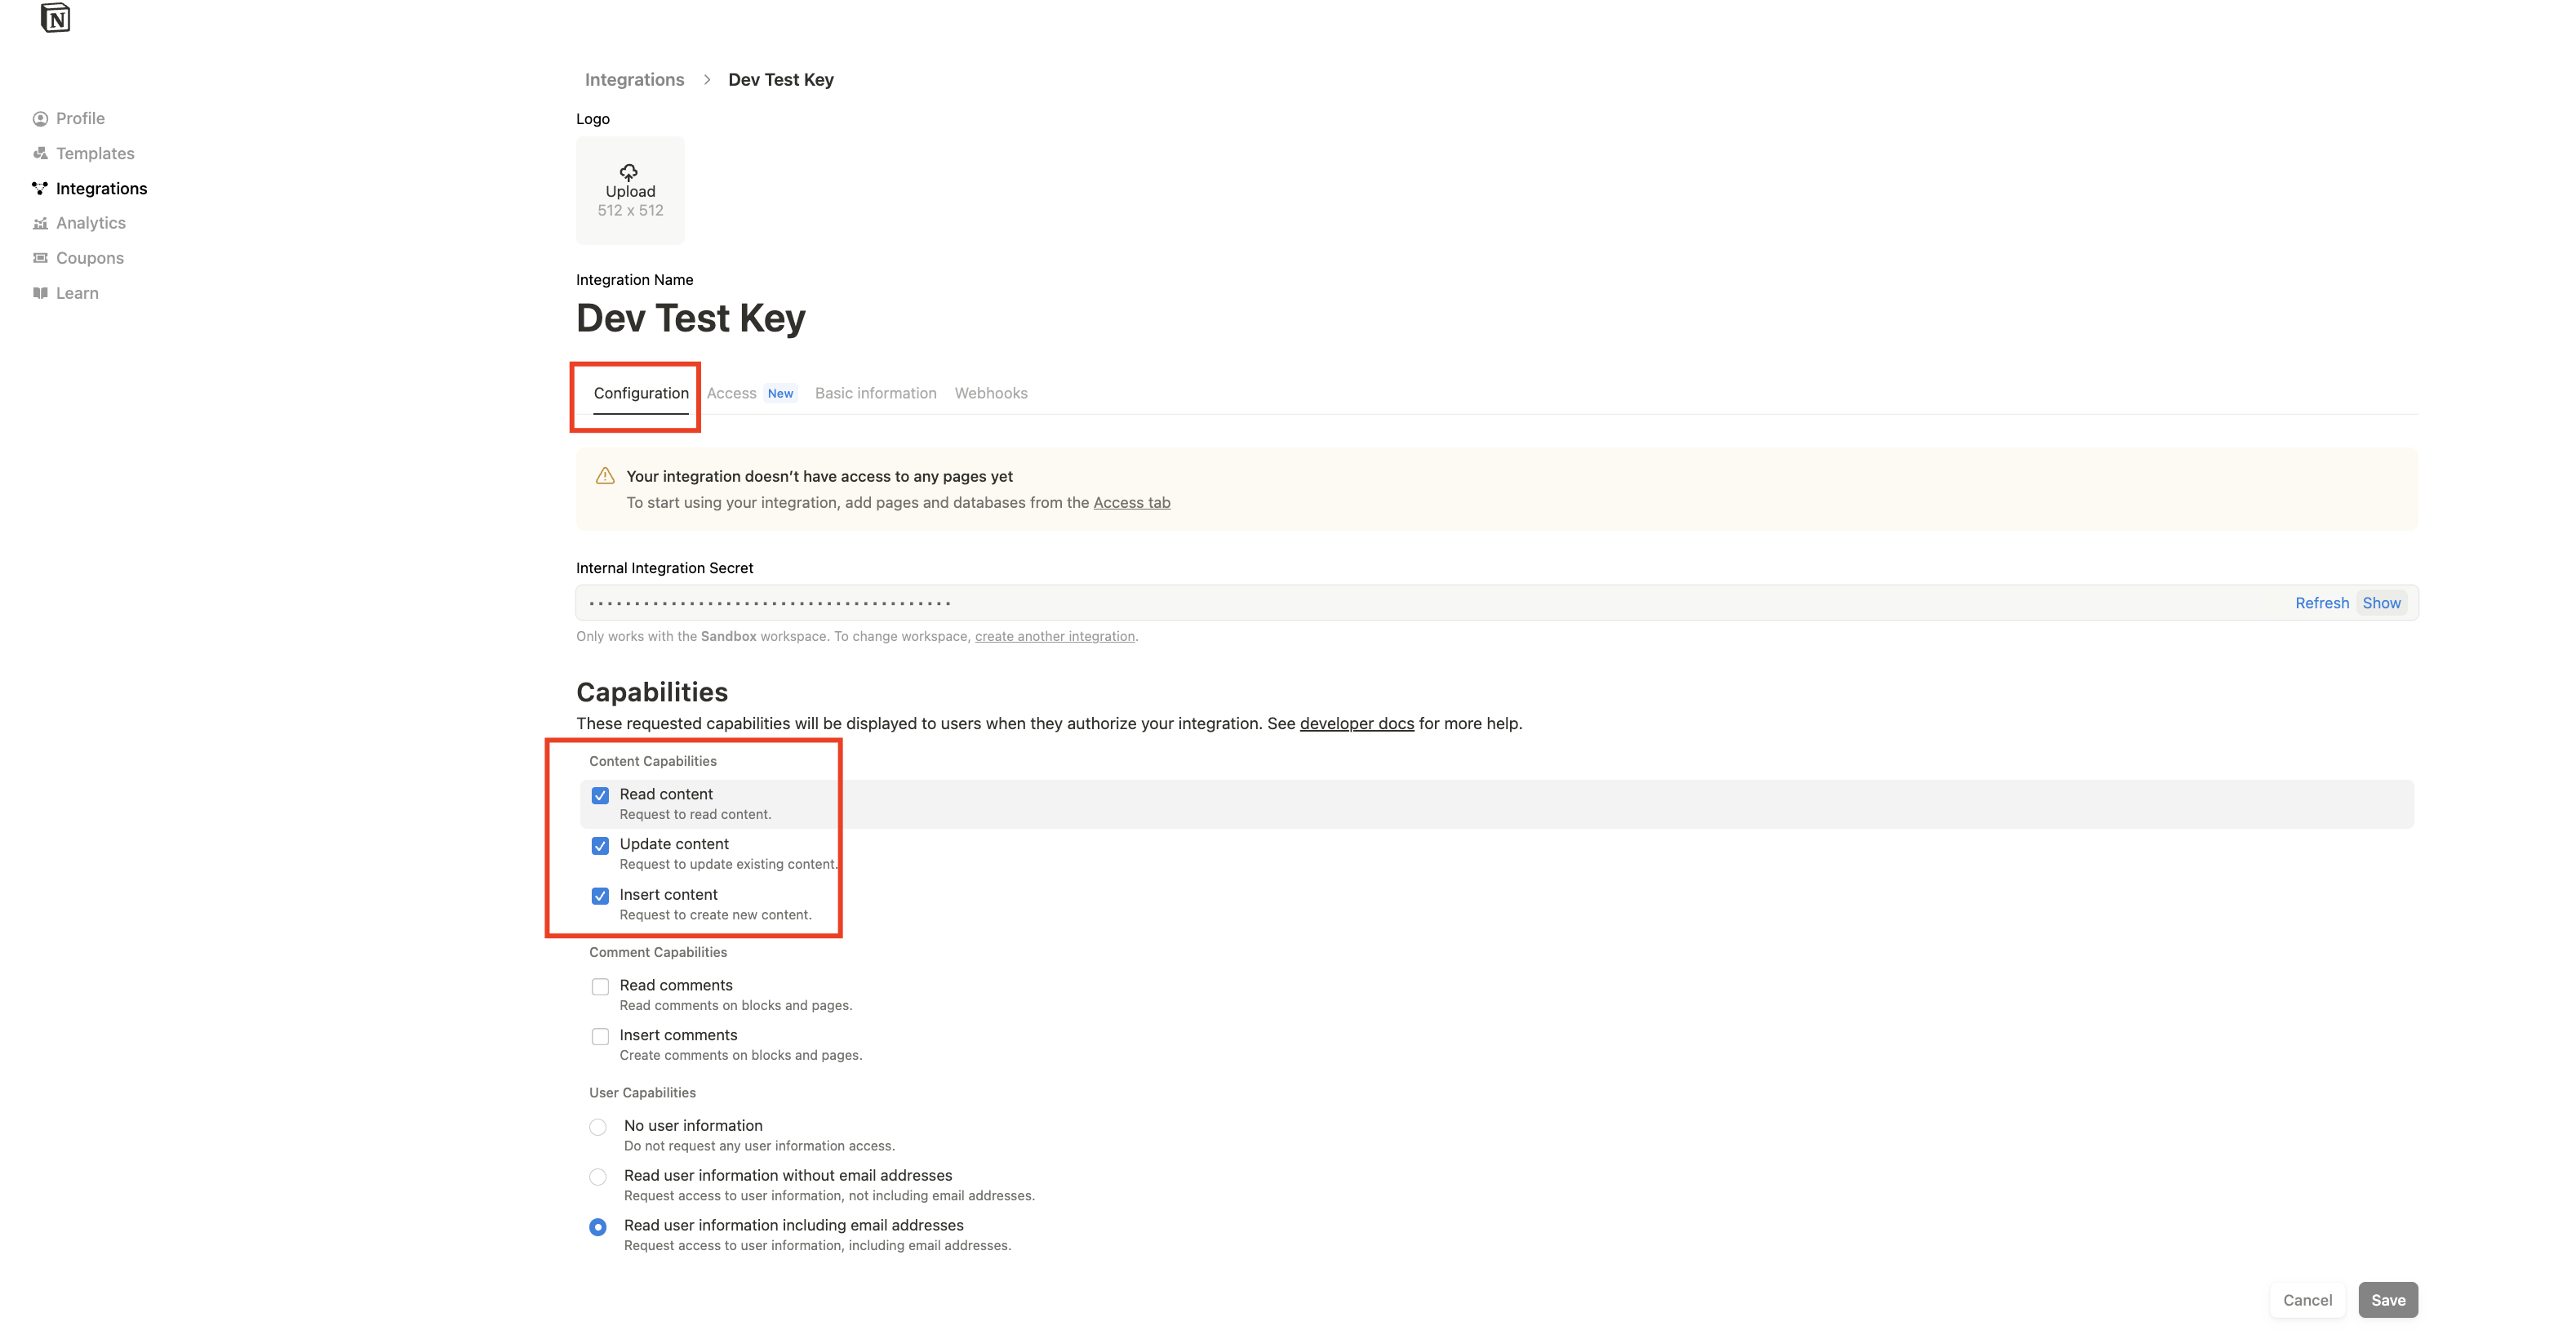 N
Profile
Templates
Integrations
Analytics
Coupons
Learn
Integrations > Dev Test Key
Logo
Upload
512 x 512
Integration Name
Dev Test Key
Configuration Access New Basic information Webhooks
Your integration doesn’t have access to any pages yet
To start using your integration, add pages and databases from the Access tab
Internal Integration Secret
Refresh Show
Only works with the Sandbox workspace. To change workspace, create another integration.
Capabilities
These requested capabilities will be displayed to users when they authorize your integration. See developer docs for more help.
Content Capabilities
Read content
Request to read content.
Update content
Request to update existing content.
Insert content
Request to create new content.
Comment Capabilities
Read comments
Read comments on blocks and pages.
Insert comments
Create comments on blocks and pages.
User Capabilities
No user information
Do not request any user information access.
Read user information without email addresses
Request access to user information, not including email addresses.
Read user information including email addresses
Request access to user information, including email addresses.
Cancel Save